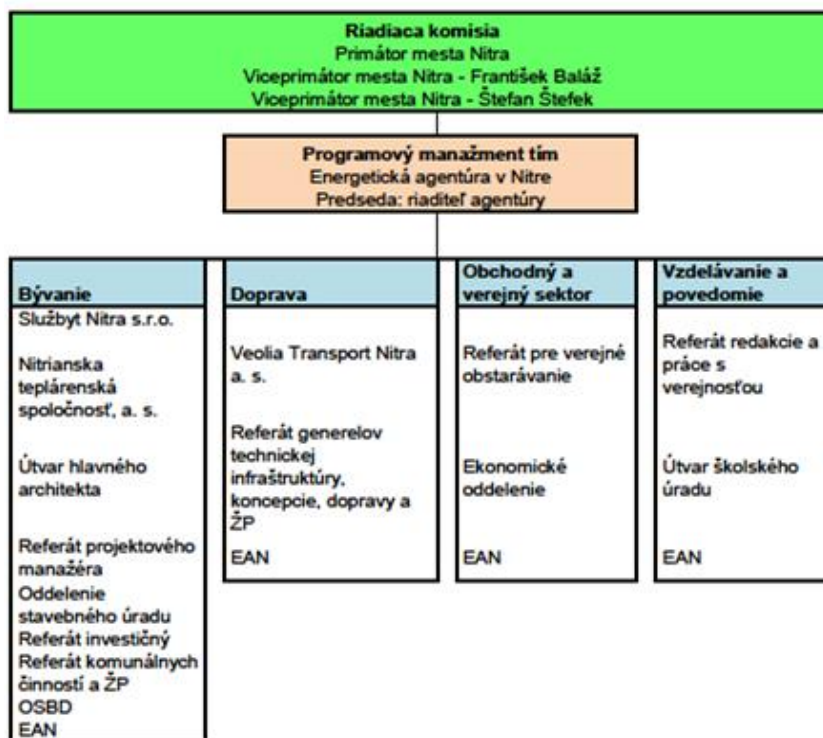 Riadiaca komisia
Primátor mesta Nitra
Viceprimátor mesta Nitra - František Baláž
Viceprimátor mesta Nitra - Štefan Štefek
Programový manažment tím
Energetická agentúra v Nitre
Predseda: riaditeľ agentúry
Bývanie
Službyt Nitra s.r.o.
Nitrianska
teplárenská
spoločnosť, a. s.
Útvar hlavného
architekta
Referát projektového
manažéra
Oddelenie
stavebného úradu
Referát investičný
Referát komunálnych
činností a ŽP
OSBD
EAN
Doprava
Veolia Transport Nitra
a. s.
Referát generelov
technickej
infraštruktúry,
koncepcie, dopravy a
ŽP
EAN
Obchodný a
verejný sektor
Referát pre verejné
obstarávanie
Ekonomické
oddelenie
EAN
Vzdelávanie a
povedomie
Referát redakcie a
práce s
verejnosťou
Útvar školského
úradu
EAN